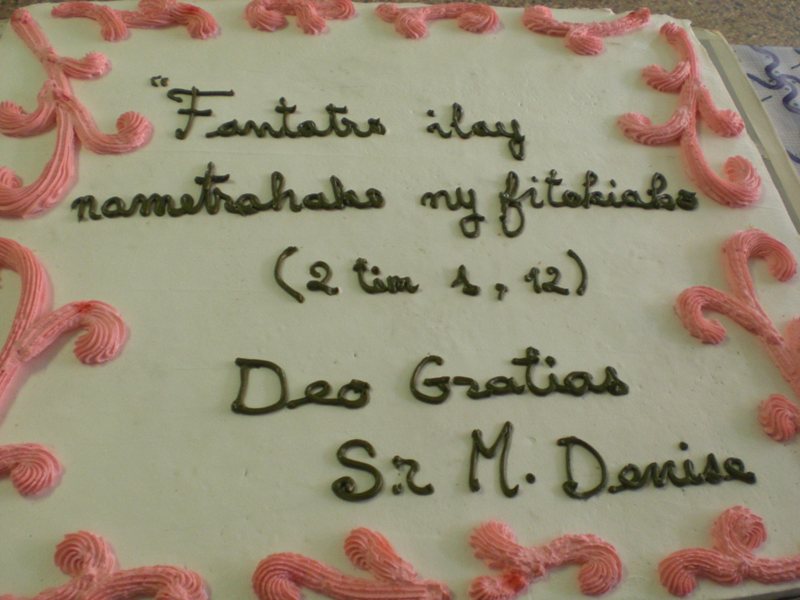 "Fantatro ilay
nametrahako ny fitokiako
(2 tim 1, 12)
Deo Gratias
Sr M. Denise